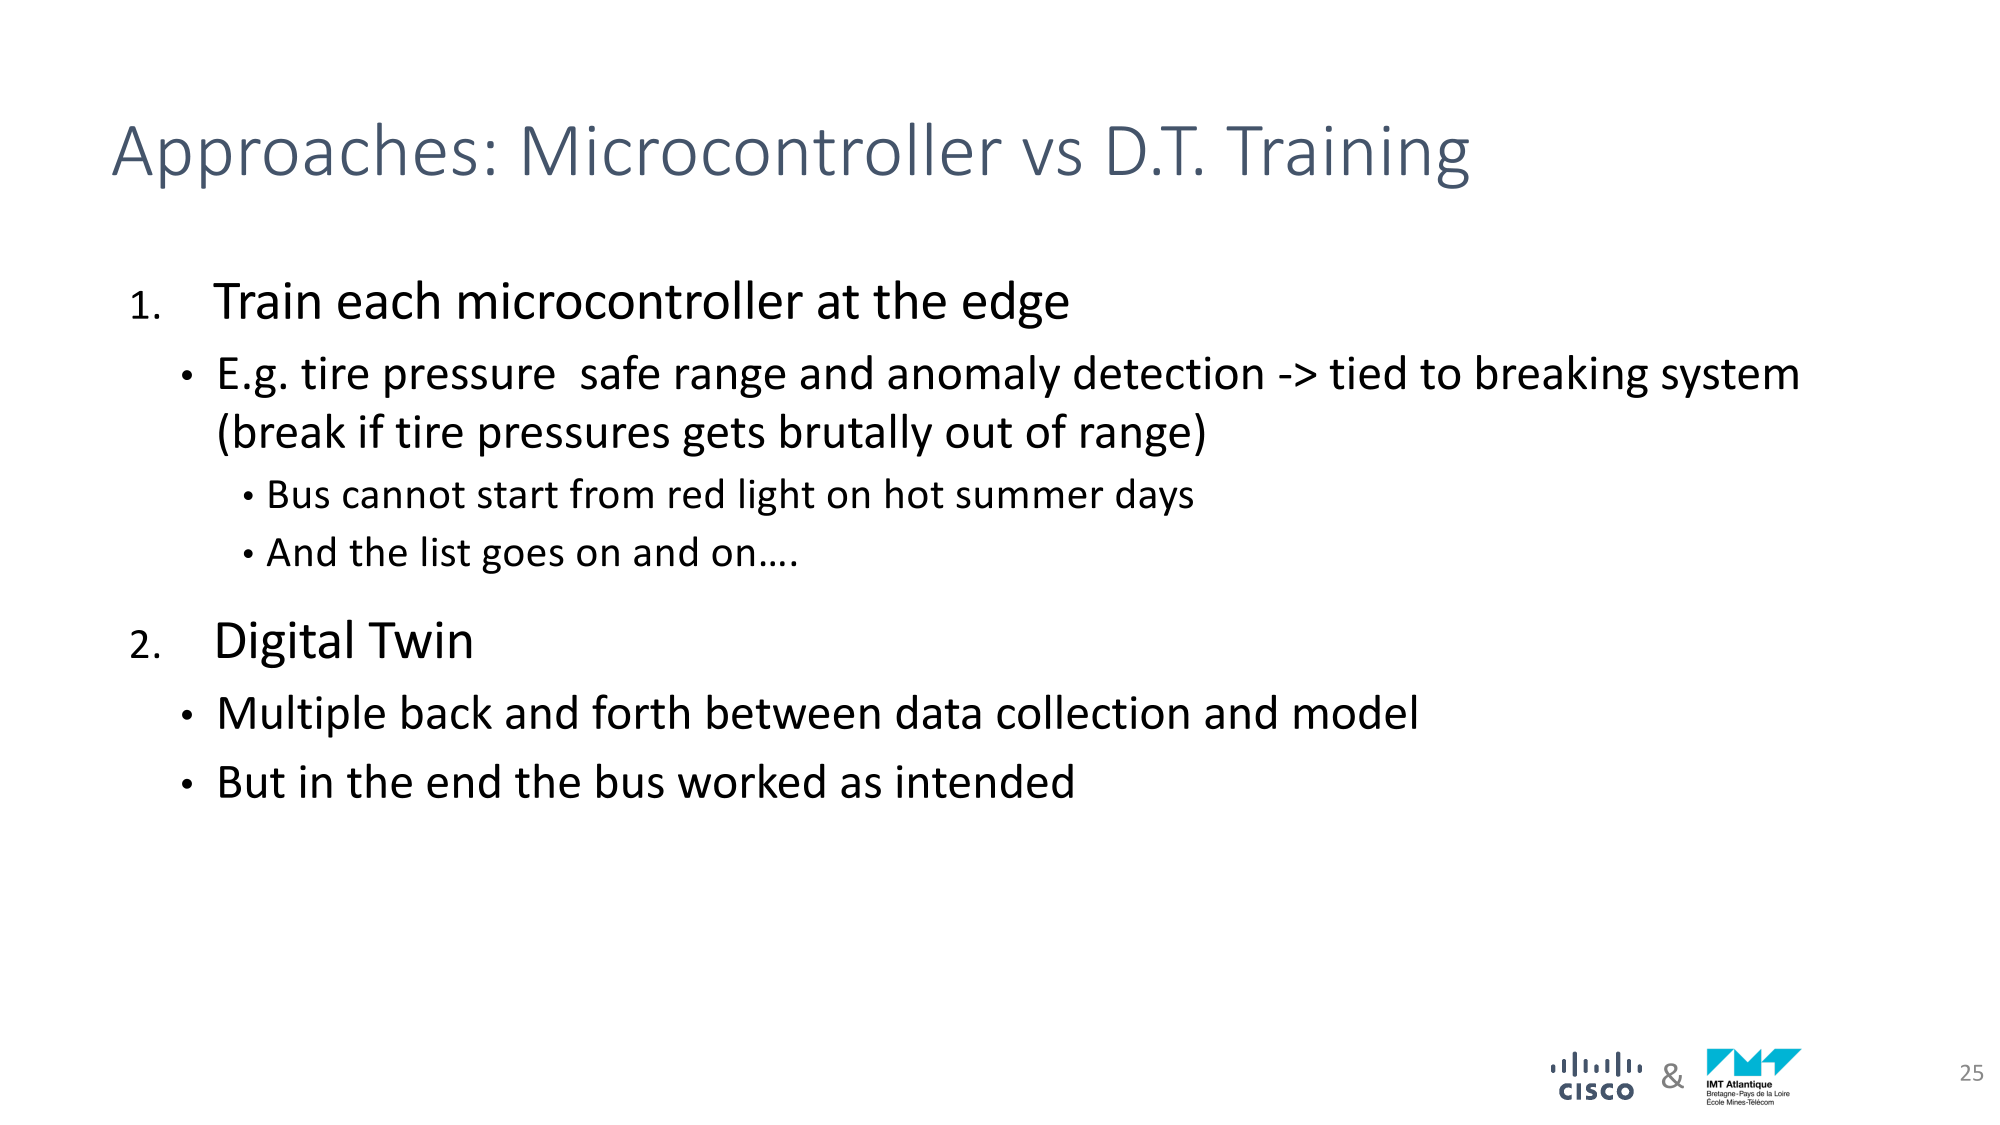 Approaches: Microcontroller vs D.T. Training
1. Train each microcontroller at the edge
• E.g. tire pressure  safe range and anomaly detection -> tied to breaking system
(break if tire pressures gets brutally out of range)
• Bus cannot start from red light on hot summer days
• And the list goes on and on….
2. Digital Twin
• Multiple back and forth between data collection and model
• But in the end the bus worked as intended
CISCO & IMT Atlantique
Bretagne-Pays de la Loire
École Mines-Télécom
25